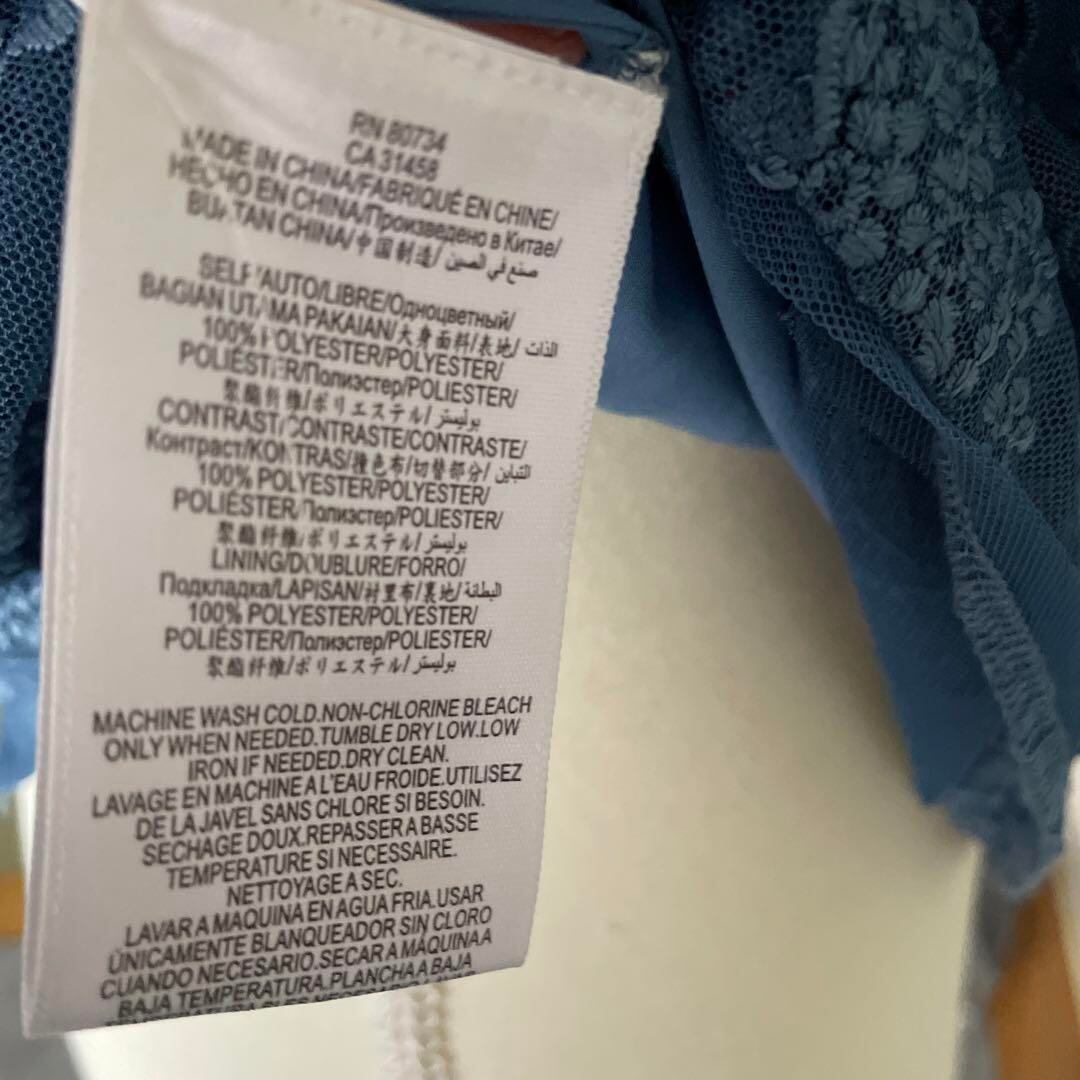 RN 80734
CA 31458
MADE IN CHINA/FABRIQUÉ EN CHINE/
HECHO EN CHINA/Произведено в Китае/
BUATAN CHINA/中国制造/ صنع في الصين
SELF/AUTO/LIBRE/Одноцветный/
BAGIAN UTAMA PAKAIAN/大身面料/表地/ الذات
100% POLYESTER/POLYESTER/
POLIÉSTER/Полиэстер/POLIESTER/
聚酯纤维/ポリエステル/ بوليستر
CONTRAST/CONTRASTE/CONTRASTE/
Контраст/KONTRAS/撞色布/切替部分/ التباين
100% POLYESTER/POLYESTER/
POLIÉSTER/Полиэстер/POLIESTER/
聚酯纤维/ポリエステル/ بوليستر
LINING/DOUBLURE/FORRO/
Подкладка/LAPISAN/衬里布/裏地/ البطانة
100% POLYESTER/POLYESTER/
POLIÉSTER/Полиэстер/POLIESTER/
聚酯纤维/ポリエステル/ بوليستر
MACHINE WASH COLD.NON-CHLORINE BLEACH
ONLY WHEN NEEDED.TUMBLE DRY LOW.LOW
IRON IF NEEDED.DRY CLEAN.
LAVAGE EN MACHINE A L'EAU FROIDE.UTILISEZ
DE LA JAVEL SANS CHLORE SI BESOIN.
SECHAGE DOUX.REPASSER A BASSE
TEMPERATURE SI NECESSAIRE.
NETTOYAGE A SEC.
LAVAR A MAQUINA EN AGUA FRIA.USAR
ÚNICAMENTE BLANQUEADOR SIN CLORO
CUANDO NECESARIO.SECAR A MÁQUINA A
BAJA TEMPERATURA.PLANCHA A BAJA